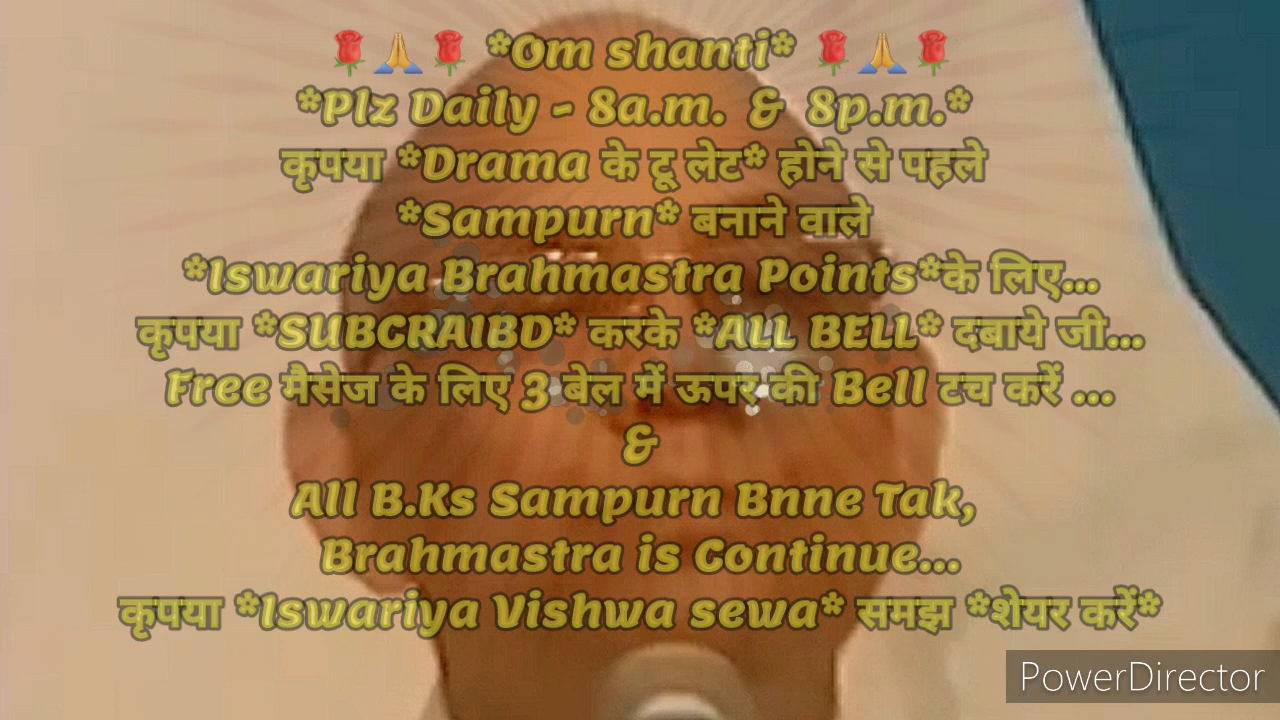 🌹🙏🌹 *Om shanti* 🌹🙏🌹
*Plz Daily - 8a.m. & 8p.m.*
कृपया *Drama के टू लेट* होने से पहले
*Sampurn* बनाने वाले
*Iswariya Brahmastra Points*के लिए...
कृपया *SUBCRAIBD* करके *ALL BELL* दबाये जी...
Free मैसेज के लिए 3 बेल में ऊपर की Bell टच करें ...
&
All B.Ks Sampurn Bnne Tak,
Brahmastra is Continue...
कृपया *Iswariya Vishwa sewa* समझ *शेयर करें*
PowerDirector